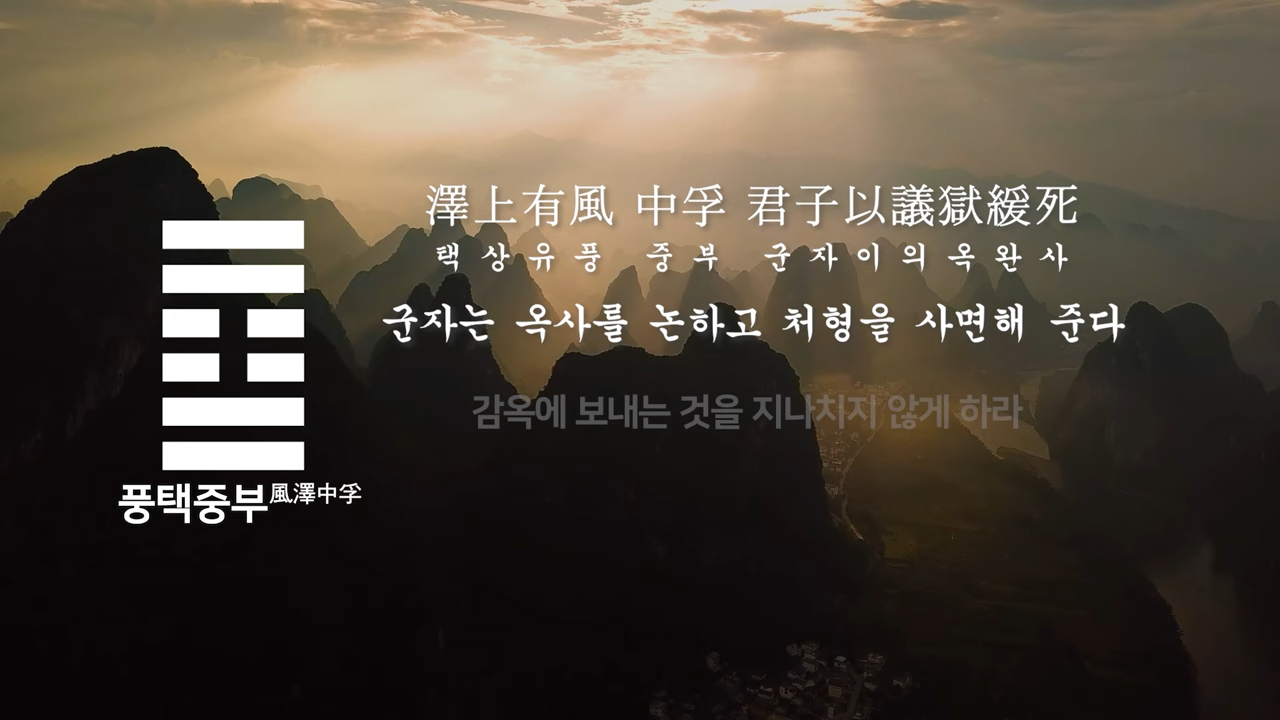 澤上有風 中孚 君子以議獄緩死
택상유풍 중부 군자이의옥완사
군자는 옥사를 논하고 처형을 사면해 준다
감옥에 보내는 것을 지나치지 않게 하라
풍택중부風澤中孚